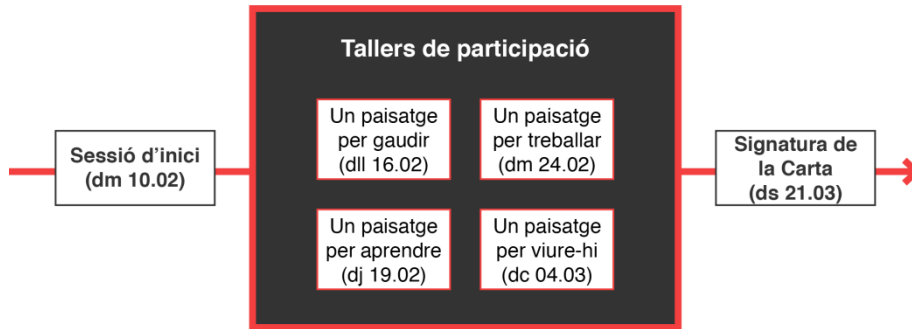 Tallers de participació
Sessió d'inici
(dm 10.02)
Un paisatge
per gaudir
(dll 16.02)
Un paisatge
per treballar
(dm 24.02)
Un paisatge
per aprendre
(dj 19.02)
Un paisatge
per viure-hi
(dc 04.03)
Signatura de
la Carta
(ds 21.03)